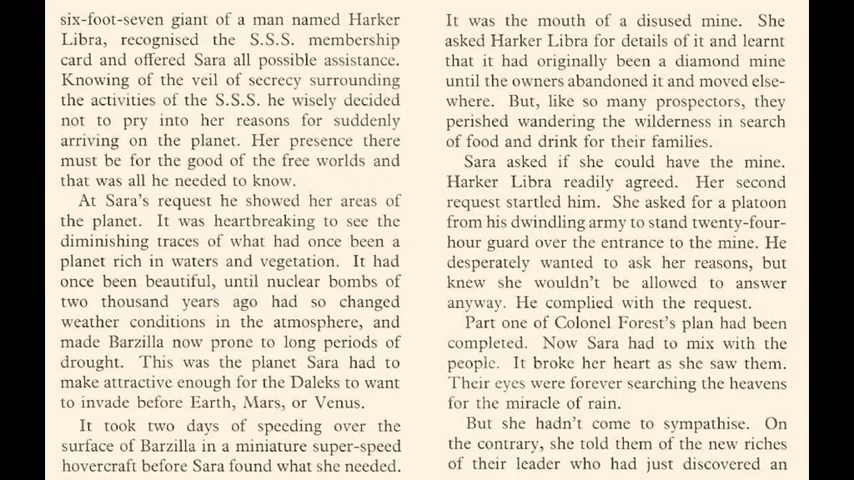 six-foot-seven giant of a man named Harker
Libra, recognised the S.S.S. membership
card and offered Sara all possible assistance.
Knowing of the veil of secrecy surrounding
the activities of the S.S.S. he wisely decided
not to pry into her reasons for suddenly
arriving on the planet. Her presence there
must be for the good of the free worlds and
that was all he needed to know.
At Sara's request he showed her areas of
the planet. It was heartbreaking to see the
diminishing traces of what had once been a
planet rich in waters and vegetation. It had
once been beautiful, until nuclear bombs of
two thousand years ago had so changed
weather conditions in the atmosphere, and
made Barzilla now prone to long periods of
drought. This was the planet Sara had to
make attractive enough for the Daleks to want
to invade before Earth, Mars, or Venus.
It took two days of speeding over the
surface of Barzilla in a miniature super-speed
hovercraft before Sara found what she needed.
It was the mouth of a disused mine. She
asked Harker Libra for details of it and learnt
that it had originally been a diamond mine
until the owners abandoned it and moved else-
where. But, like so many prospectors, they
perished wandering the wilderness in search
of food and drink for their families.
Sara asked if she could have the mine.
Harker Libra readily agreed. Her second
request startled him. She asked for a platoon
from his dwindling army to stand twenty-four-
hour guard over the entrance to the mine. He
desperately wanted to ask her reasons, but
knew she wouldn't be allowed to answer
anyway. He complied with the request.
Part one of Colonel Forest's plan had been
completed. Now Sara had to mix with the
people. It broke her heart as she saw them.
Their eyes were forever searching the heavens
for the miracle of rain.
But she hadn't come to sympathise. On
the contrary, she told them of the new riches
of their leader who had just discovered an